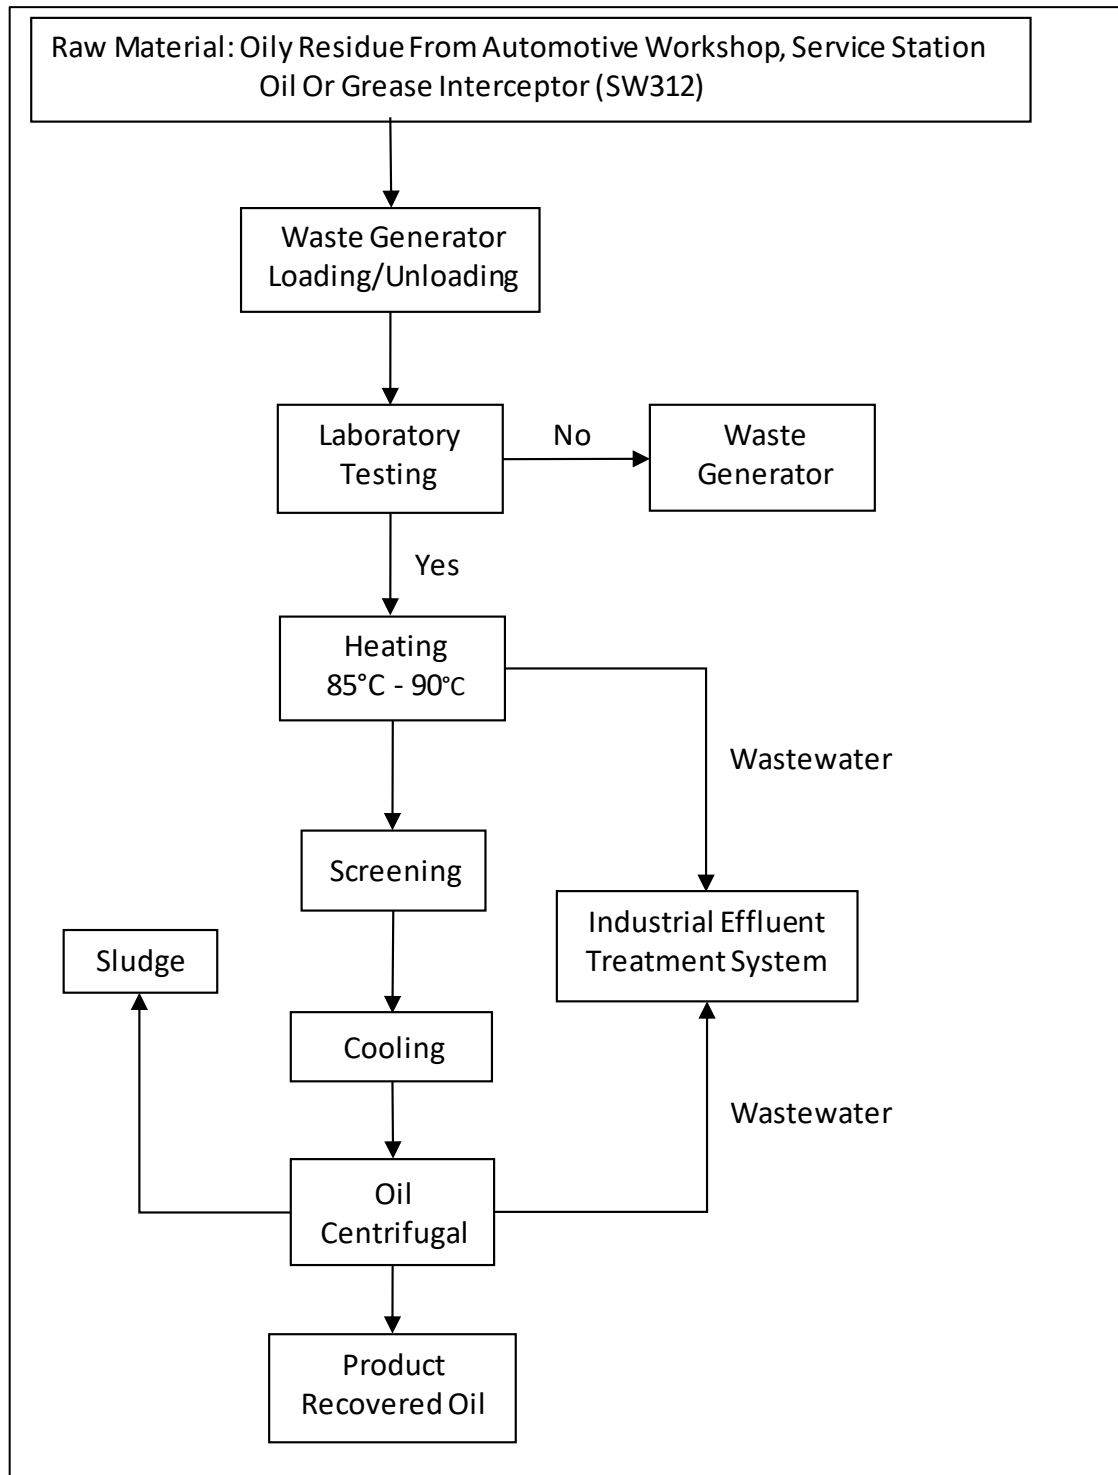 Raw Material: Oily Residue From Automotive Workshop, Service Station
Oil Or Grease Interceptor (SW312)
Waste Generator
Loading/Unloading
Laboratory
Testing
No
Waste
Generator
Yes
Heating
85°C - 90°C
Wastewater
Screening
Industrial Effluent
Treatment System
Sludge
Cooling
Wastewater
Oil
Centrifugal
Product
Recovered Oil